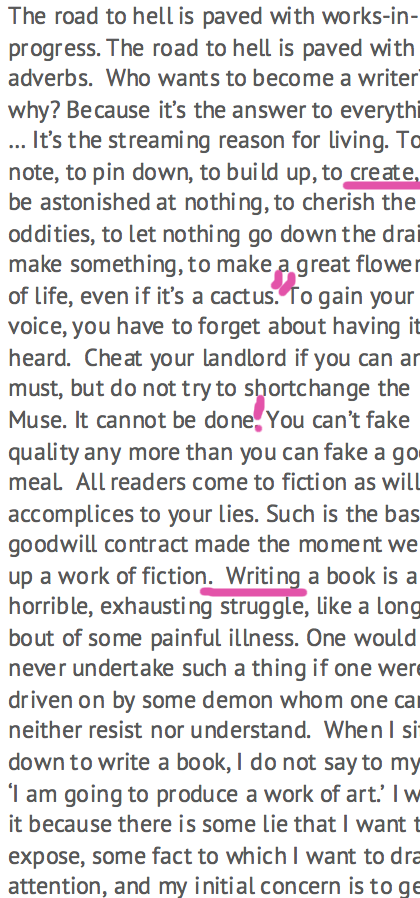 The road to hell is paved with works-in-
progress. The road to hell is paved with
adverbs.  Who wants to become a writer
why? Because it's the answer to everythi
... It's the streaming reason for living. To
note, to pin down, to build up, to create,
be astonished at nothing, to cherish the
oddities, to let nothing go down the drai
make something, to make a great flower
of life, even if it's a cactus.” To gain your
voice, you have to forget about having it
heard.  Cheat your landlord if you can an
must, but do not try to shortchange the
Muse. It cannot be done! You can't fake
quality any more than you can fake a go
meal.  All readers come to fiction as will
accomplices to your lies. Such is the bas
goodwill contract made the moment we
up a work of fiction.  Writing a book is a
horrible, exhausting struggle, like a long
bout of some painful illness. One would
never undertake such a thing if one were
driven on by some demon whom one can
neither resist nor understand.  When I sit
down to write a book, I do not say to my
‘I am going to produce a work of art.’ I w
it because there is some lie that I want t
expose, some fact to which I want to dra
attention, and my initial concern is to ge